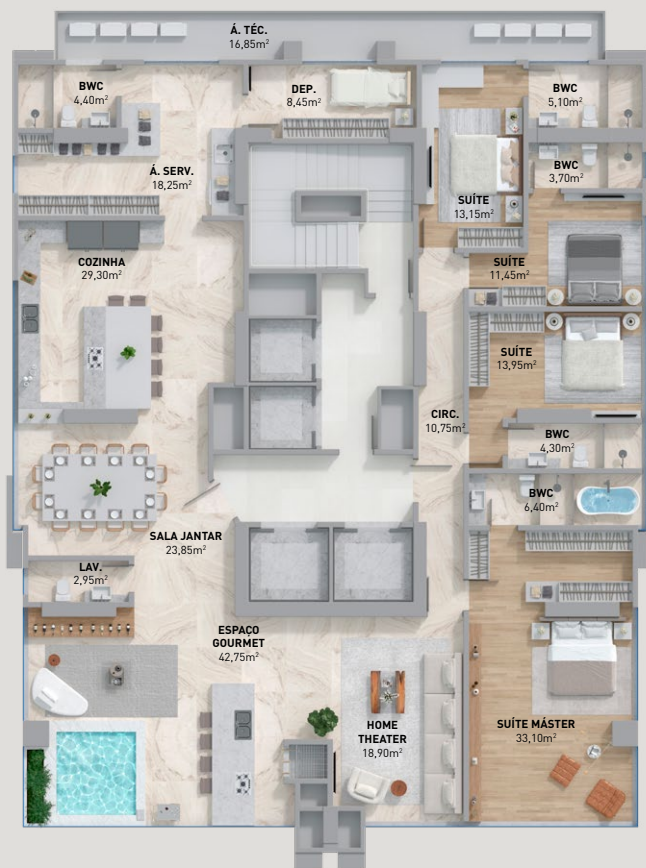 Á. TÉC.
16,85m²
BWC
4,40m²
DEP.
8,45m²
BWC
5,10m²
BWC
3,70m²
Á. SERV.
18,25m²
SUÍTE
13,15m²
COZINHA
29,30m²
SUÍTE
11,45m²
SUÍTE
13,95m²
CIRC.
10,75m²
BWC
4,30m²
BWC
6,40m²
SALA JANTAR
23,85m²
LAV.
2,95m²
ESPAÇO
GOURMET
42,75m²
HOME
THEATER
18,90m²
SUÍTE MÁSTER
33,10m²